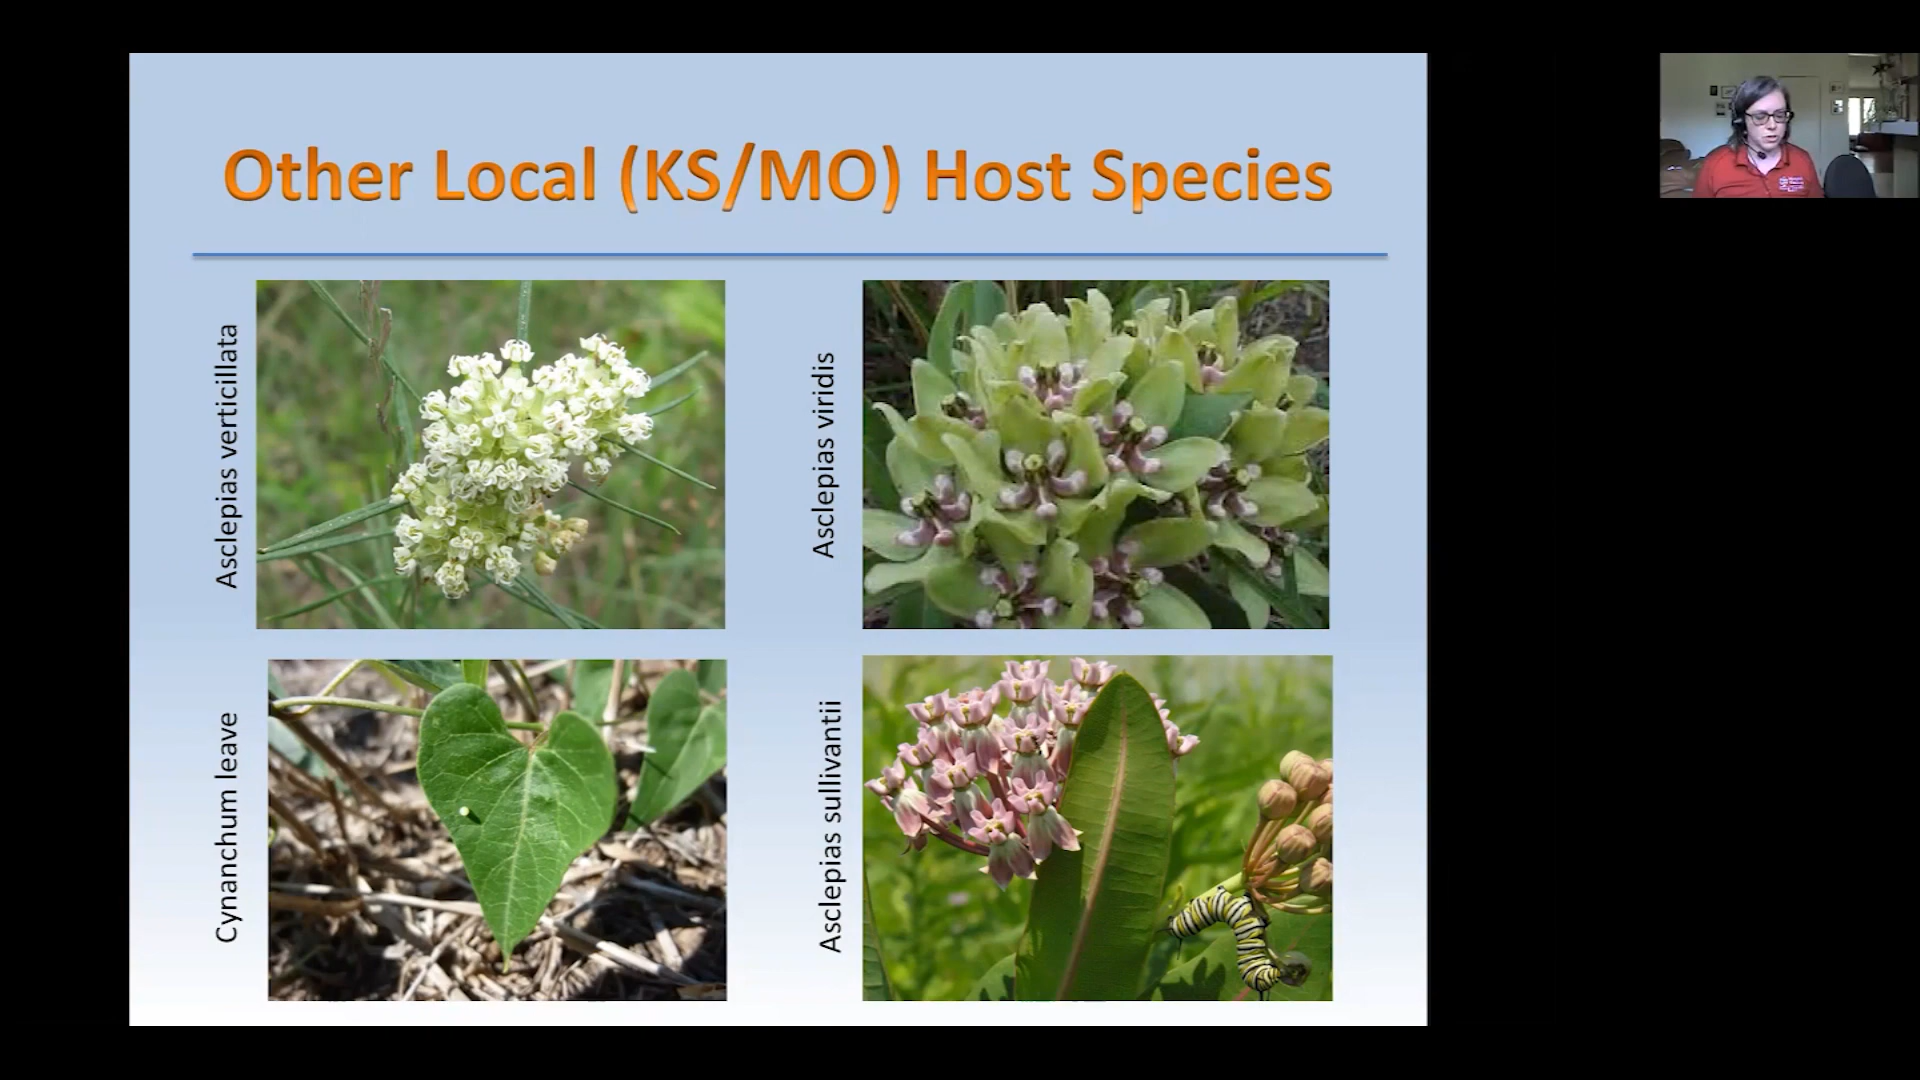 Other Local (KS/MO) Host Species
Asclepias verticillata
Asclepias viridis
Cynanchum leave
Asclepias sullivantii